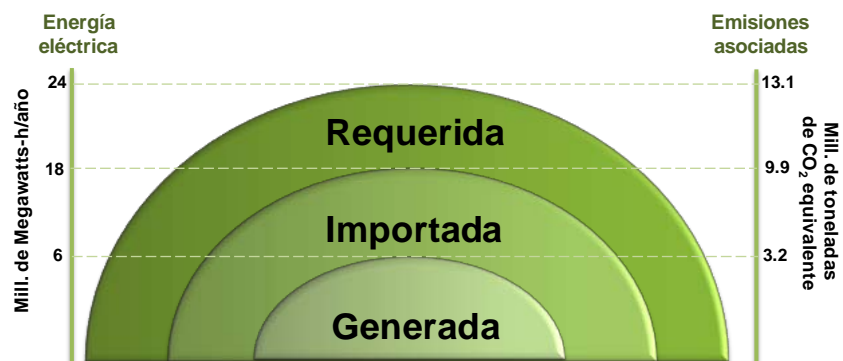 Energía
eléctrica
Emisiones
asociadas
24
13.1
Requerida
18
9.9
Importada
6
3.2
Generada
Mill. de Megawatts-h/año
Mill. de toneladas
de CO₂ equivalente